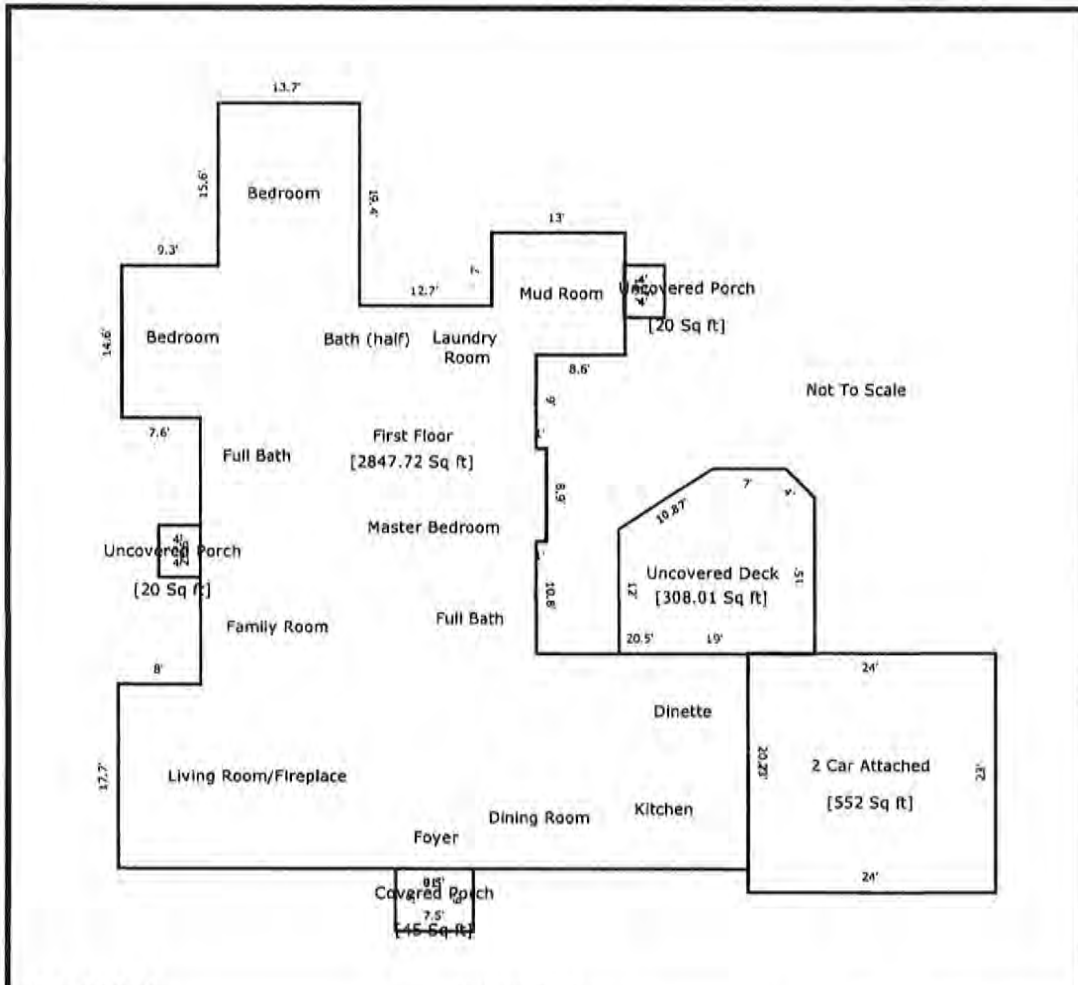 13.7'
15.6'
Bedroom
19.4'
9.3'
13'
7'
12.7'
Mud Room
Uncovered Porch
[20 Sq ft]
14.6'
Bedroom
Bath (half)
Laundry
Room
8.6'
Not To Scale
9'
7.6'
Full Bath
First Floor
[2847.72 Sq ft]
8.9'
10.87'
7'
4'
Master Bedroom
Uncovered Porch
[20 Sq ft]
Uncovered Deck
[308.01 Sq ft]
12'
15'
10.8'
Full Bath
Family Room
20.5'
19'
8'
24'
Dinette
17.7'
Living Room/Fireplace
20.23'
2 Car Attached
[552 Sq ft]
Kitchen
Dining Room
Foyer
24'
Covered Porch
7.5'
[45 Sq ft]